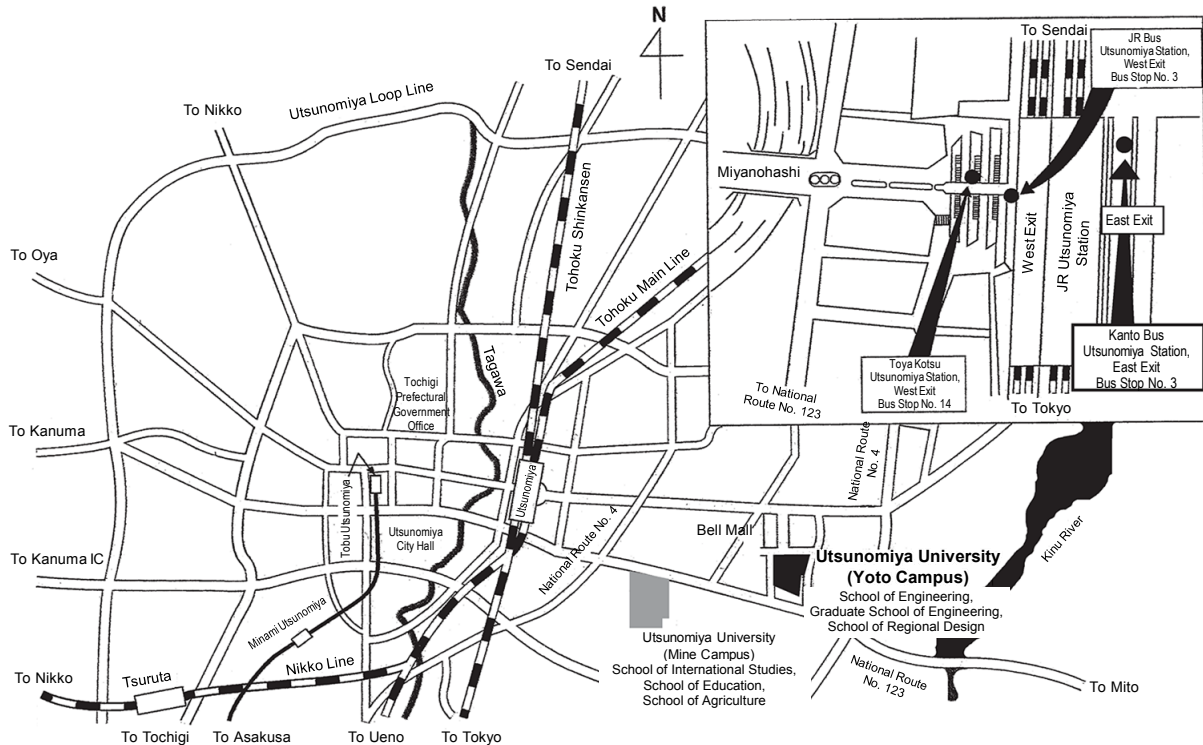 N
To Sendai
To Nikko
Utsunomiya Loop Line
Tohoku Shinkansen
Tohoku Main Line
To Oya
Tagawa
Tochigi
Prefectural
Government
Office
To Kanuma
Tobu Utsunomiya
Utsunomiya
City Hall
Utsunomiya
To Kanuma IC
Minami Utsunomiya
Nikko Line
To Nikko
Tsuruta
To Tochigi
To Asakusa
To Ueno
To Tokyo
National Route No. 4
Bell Mall
Utsunomiya University
(Mine Campus)
School of International Studies,
School of Education,
School of Agriculture
Utsunomiya University
(Yoto Campus)
School of Engineering,
Graduate School of Engineering,
School of Regional Design
National Route
No. 4
Kinu River
National Route
No. 123
To Mito
To Sendai
JR Bus
Utsunomiya Station,
West Exit
Bus Stop No. 3
Miyanohashi
West Exit
JR Utsunomiya
Station
East Exit
Toya Kotsu
Utsunomiya Station,
West Exit
Bus Stop No. 14
Kanto Bus
Utsunomiya Station,
East Exit
Bus Stop No. 3
To National
Route No. 123
To Tokyo